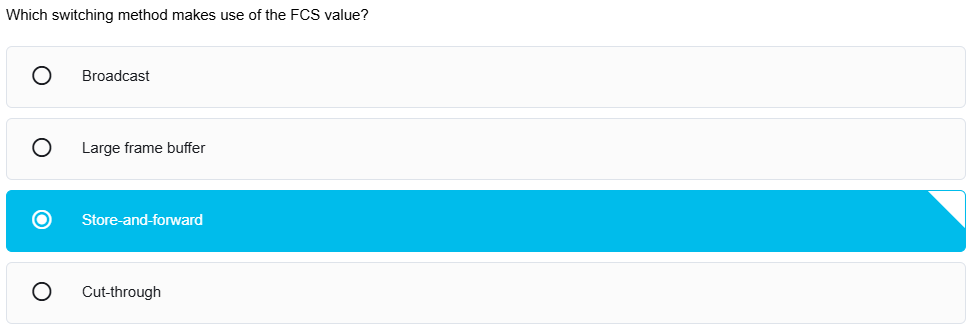 Which switching method makes use of the FCS value?
Broadcast
Large frame buffer
Store-and-forward
Cut-through